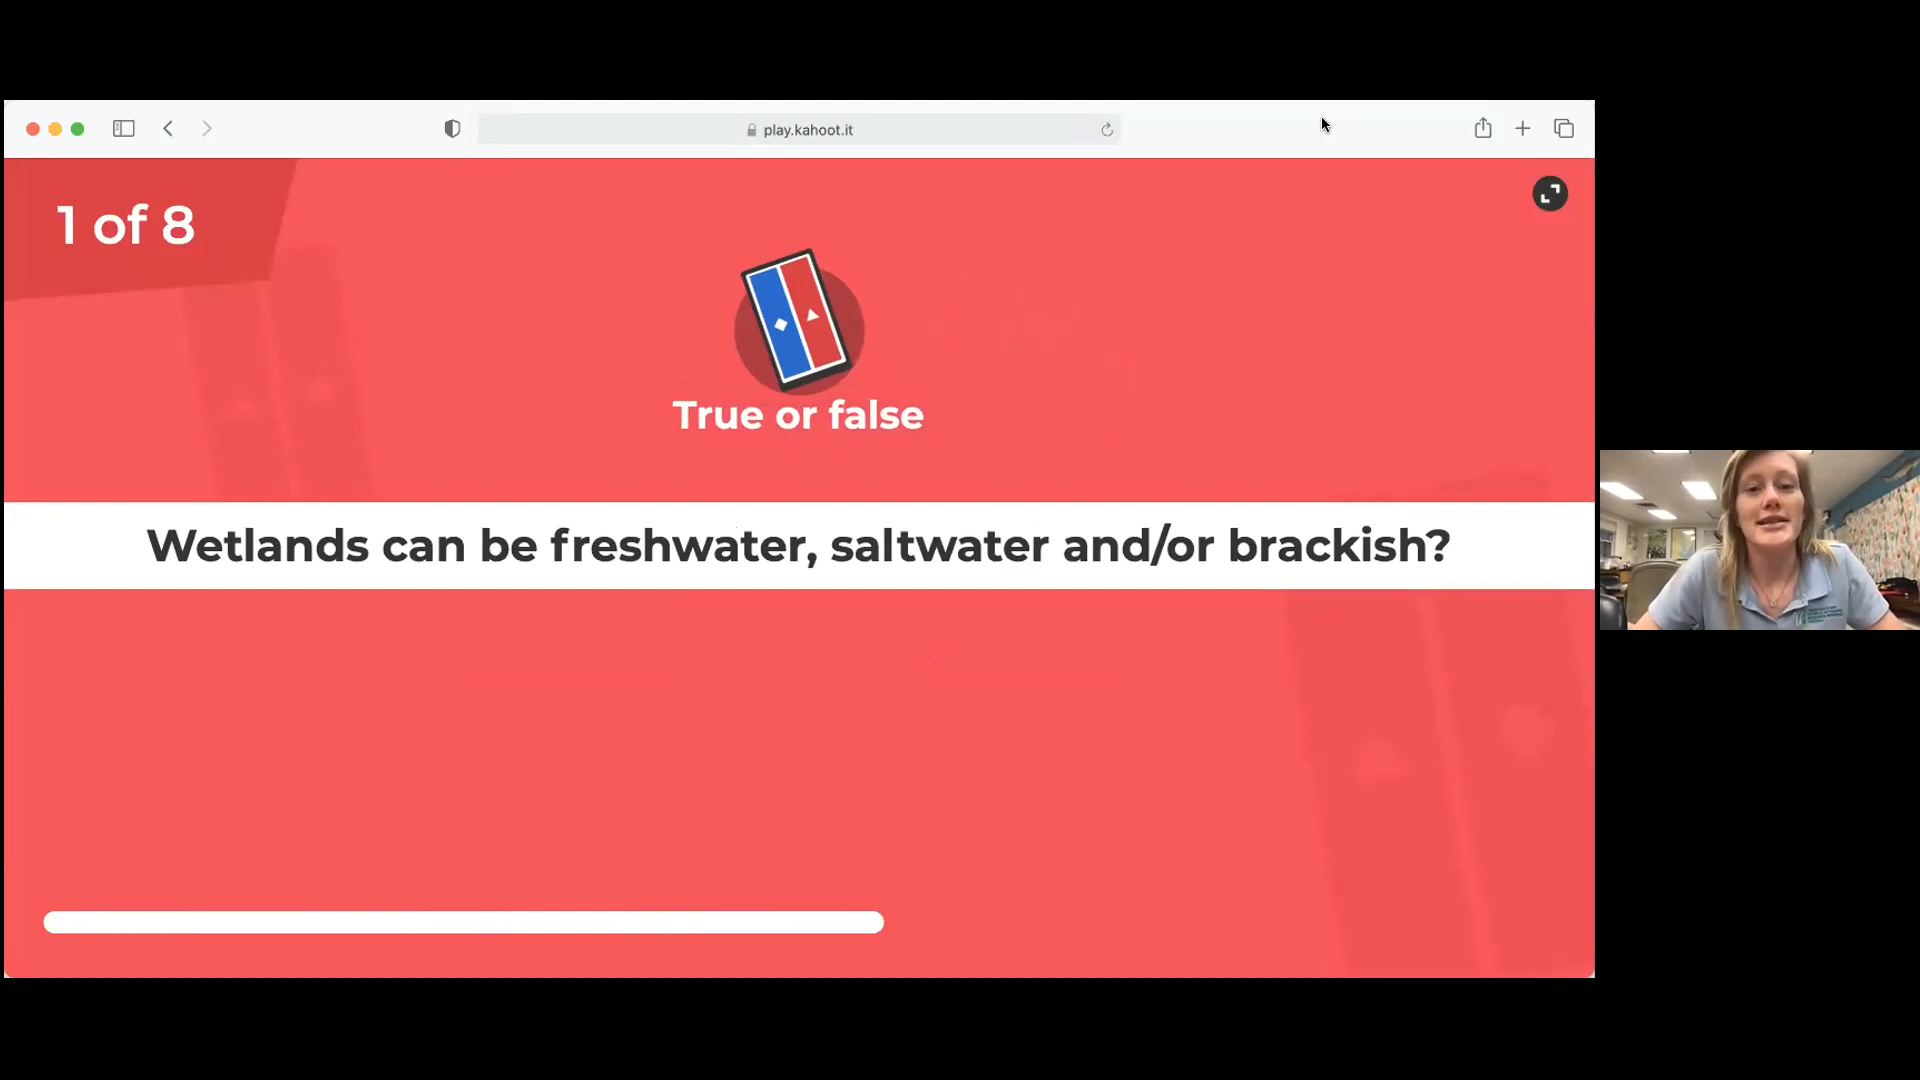 play.kahoot.it
1 of 8
True or false
Wetlands can be freshwater, saltwater and/or brackish?